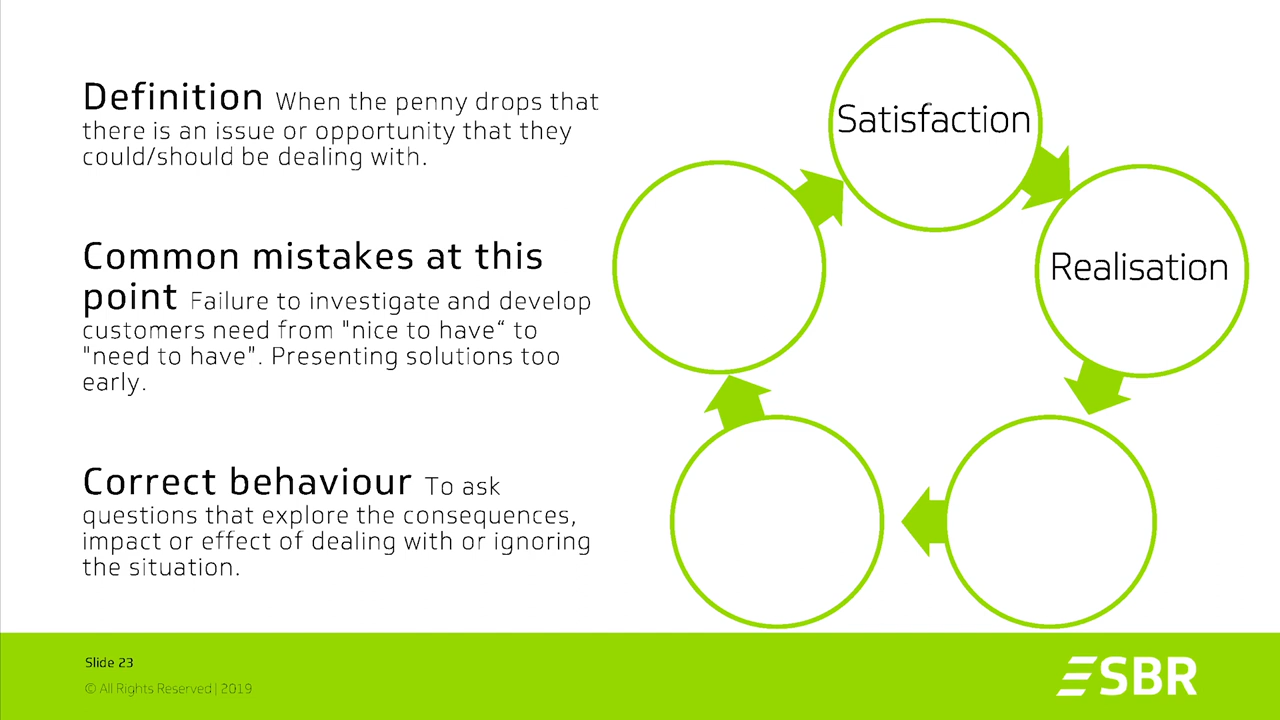 Definition When the penny drops that
there is an issue or opportunity that they
could/should be dealing with.
Common mistakes at this
point Failure to investigate and develop
customers need from "nice to have“ to
"need to have". Presenting solutions too
early.
Correct behaviour To ask
questions that explore the consequences,
impact or effect of dealing with or ignoring
the situation.
Satisfaction
Realisation
Slide 23
© All Rights Reserved | 2019
SBR